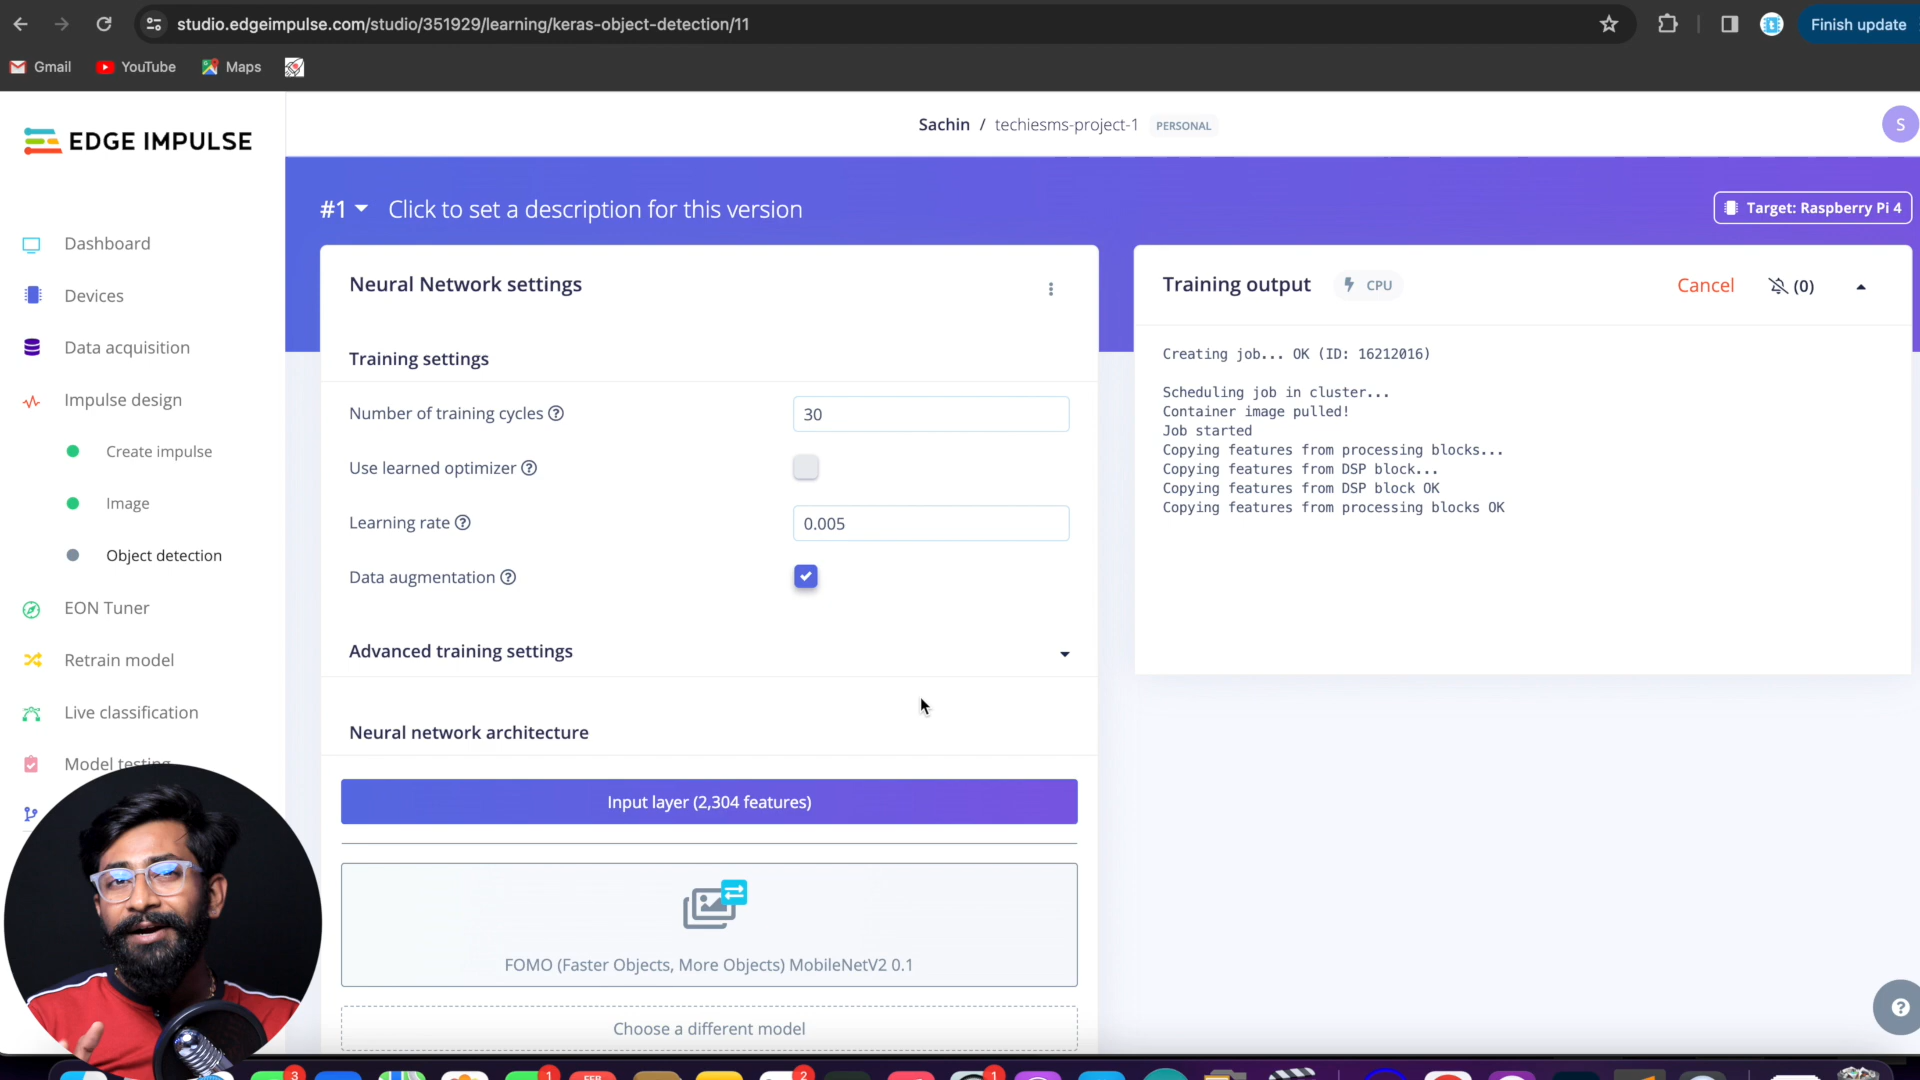 studio.edgeimpulse.com/studio/351929/learning/keras-object-detection/11
Finish update
Gmail
YouTube
Maps
EDGE IMPULSE
Sachin / techiesms-project-1 PERSONAL
S
#1 Click to set a description for this version
Target: Raspberry Pi 4
Dashboard
Devices
Data acquisition
Impulse design
Create impulse
Image
Object detection
EON Tuner
Retrain model
Live classification
Model testing
Neural Network settings
Training settings
Number of training cycles ?
30
Use learned optimizer ?
Learning rate ?
0.005
Data augmentation ?
Advanced training settings
Neural network architecture
Input layer (2,304 features)
FOMO (Faster Objects, More Objects) MobileNetV2 0.1
Choose a different model
Training output
CPU
Cancel
(0)
Creating job... OK (ID: 16212016)
Scheduling job in cluster...
Container image pulled!
Job started
Copying features from processing blocks...
Copying features from DSP block...
Copying features from DSP block OK
Copying features from processing blocks OK
?
3
1
FEB
2
1